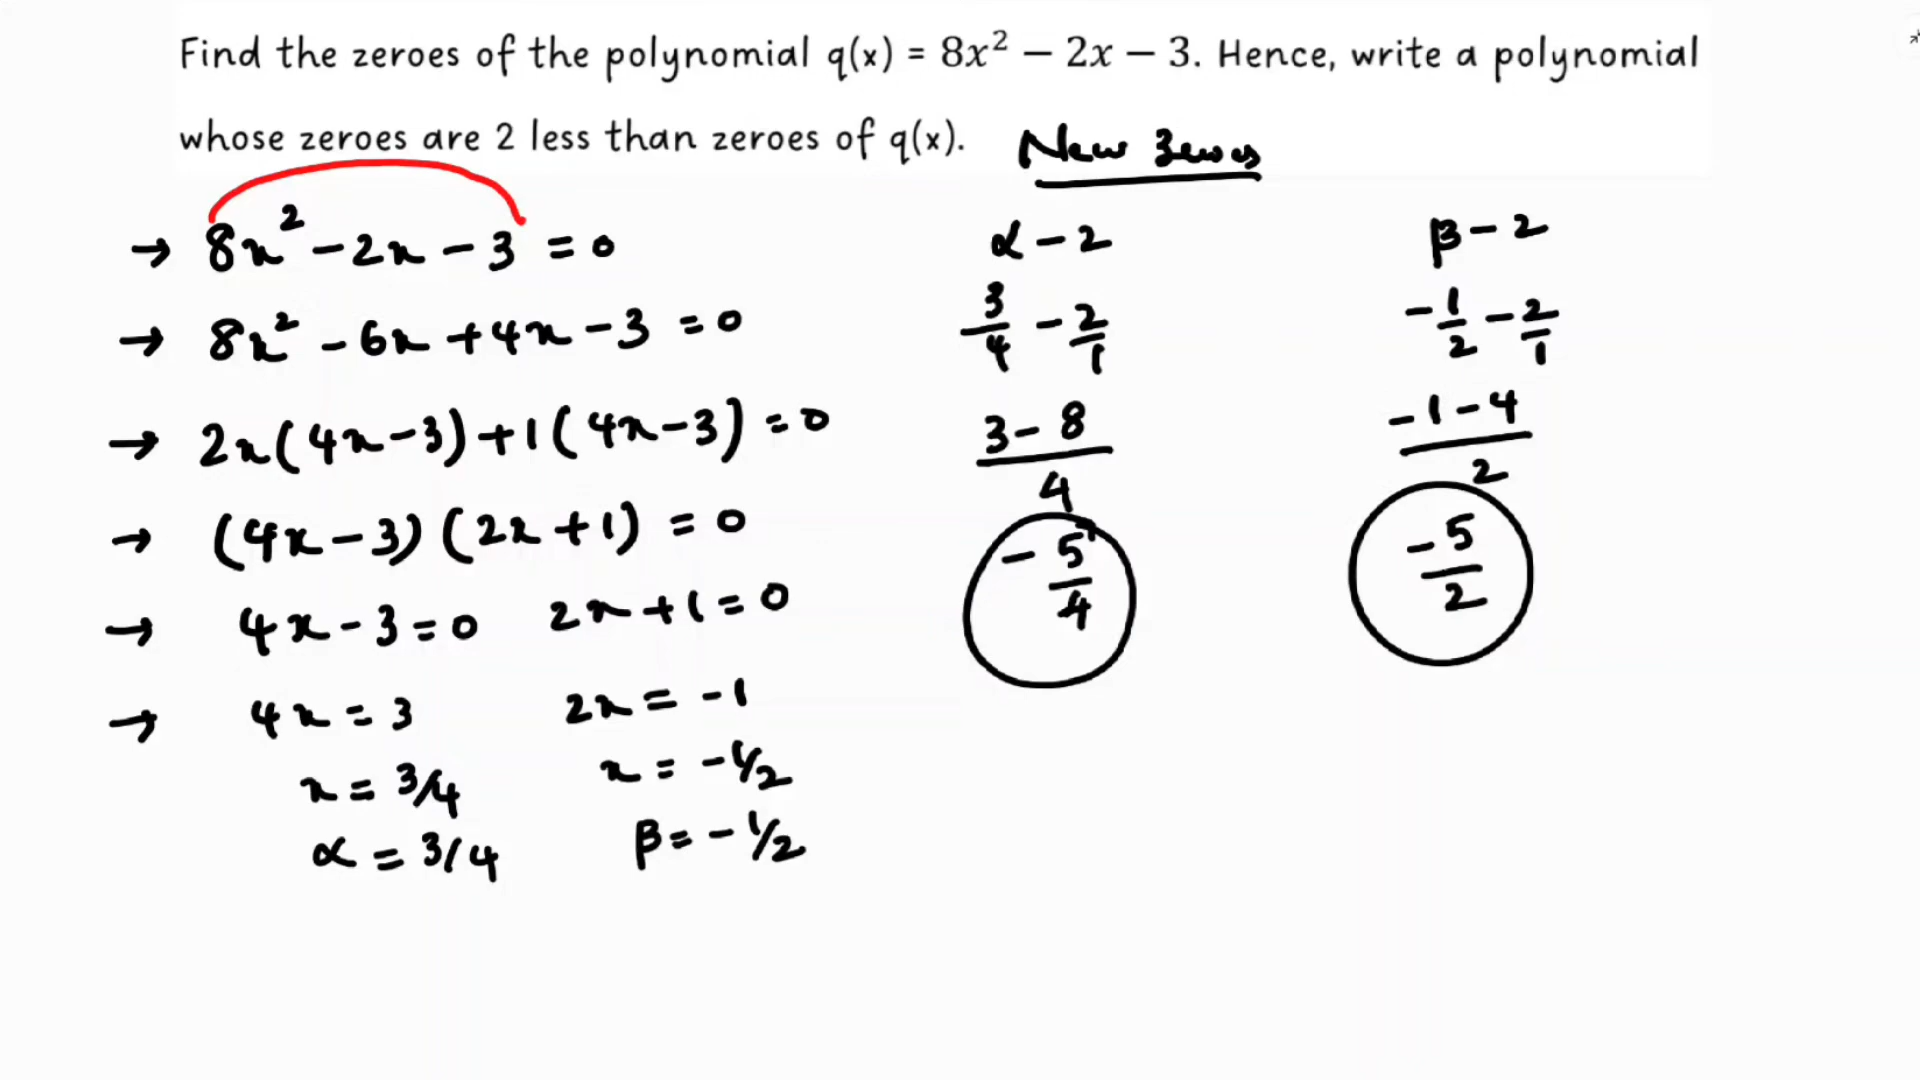 Find the zeroes of the polynomial q(x) = 8x² − 2x − 3. Hence, write a polynomial
whose zeroes are 2 less than zeroes of q(x).
New Zeroes
→ 8x² − 2x − 3 = 0
→ 8x² − 6x + 4x − 3 = 0
→ 2x(4x−3)+1(4x−3) = 0
→ (4x−3)(2x+1) = 0
→ 4x−3=0 2x+1=0
→ 4x = 3 2x = −1
x = 3/4 x = −1/2
α = 3/4 β = −1/2
α − 2
3/4 − 2/1
3−8/4
−5/4
β − 2
−1/2 − 2/1
−1−4/2
−5/2